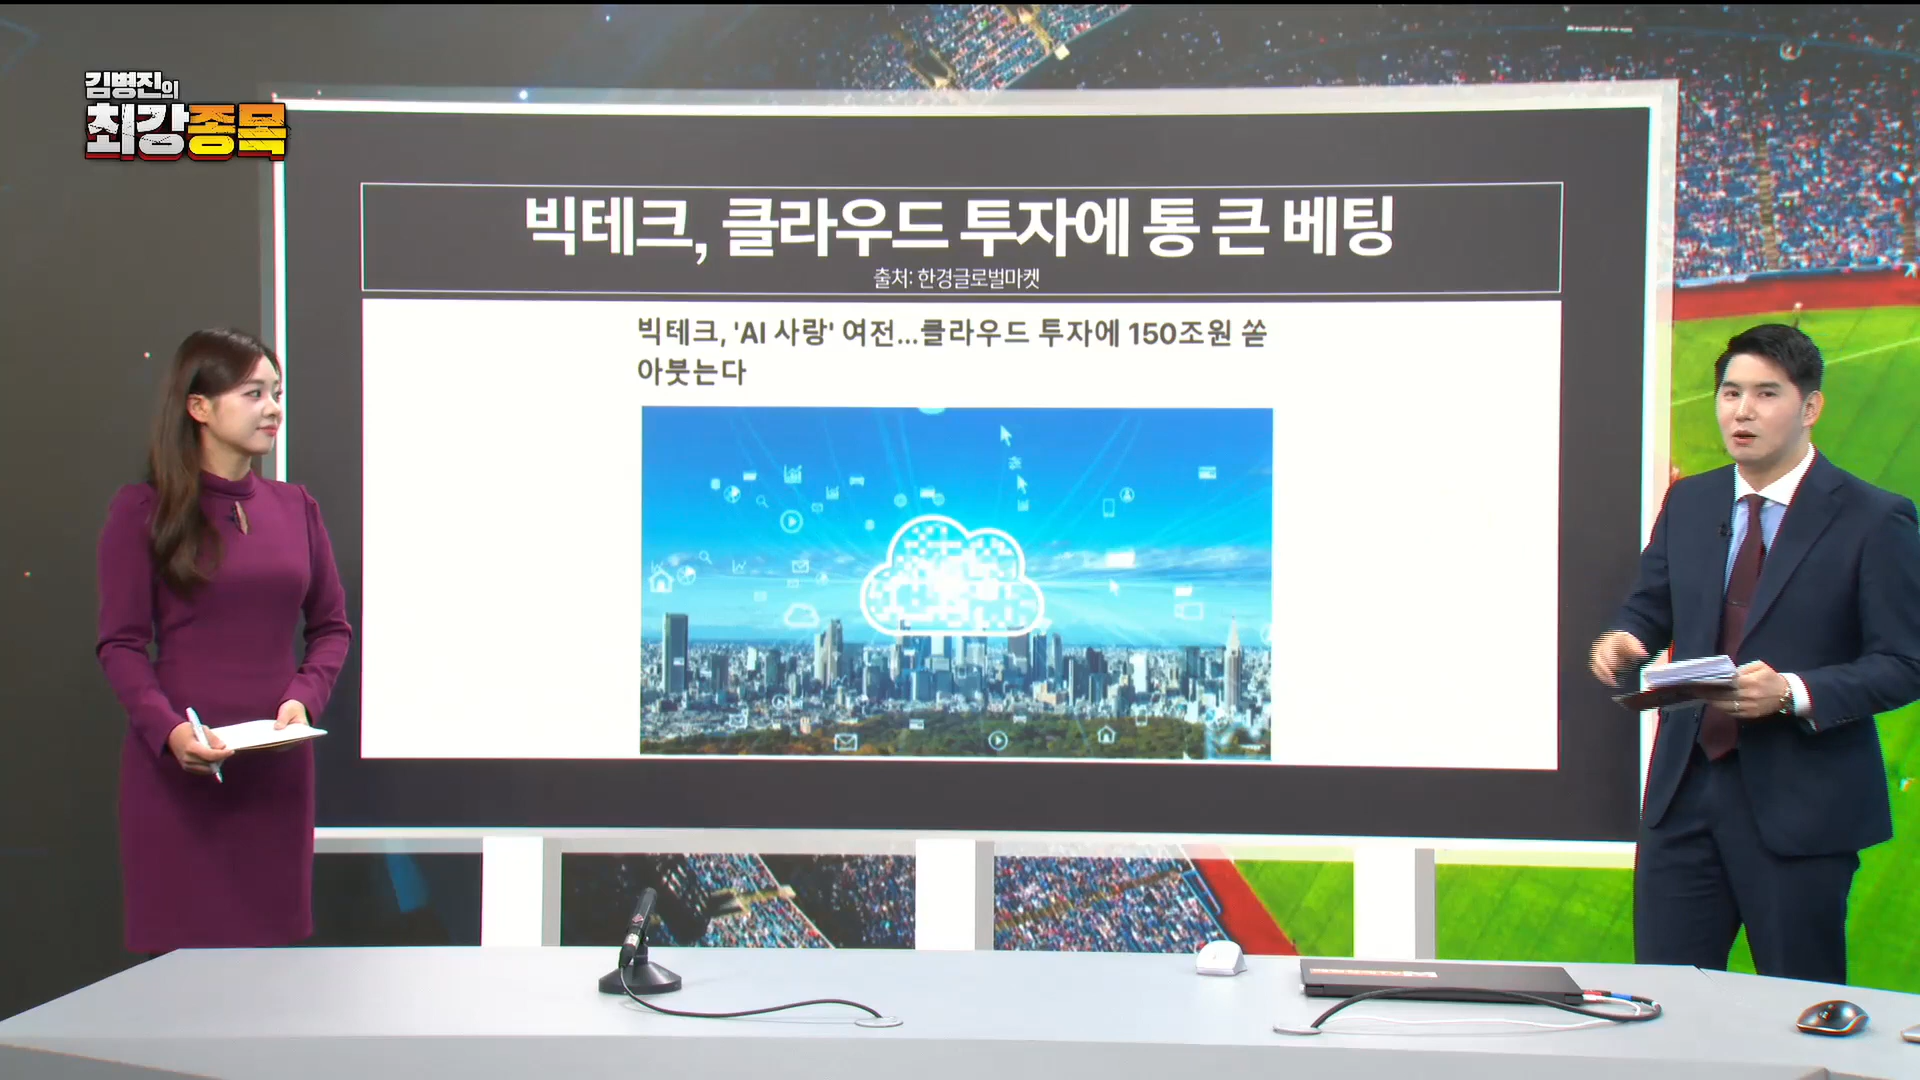 김병진의
최강종목
빅테크, 클라우드 투자에 통 큰 베팅
출처: 한경글로벌마켓
빅테크, 'AI 사랑' 여전...클라우드 투자에 150조원 쏟
아붓는다